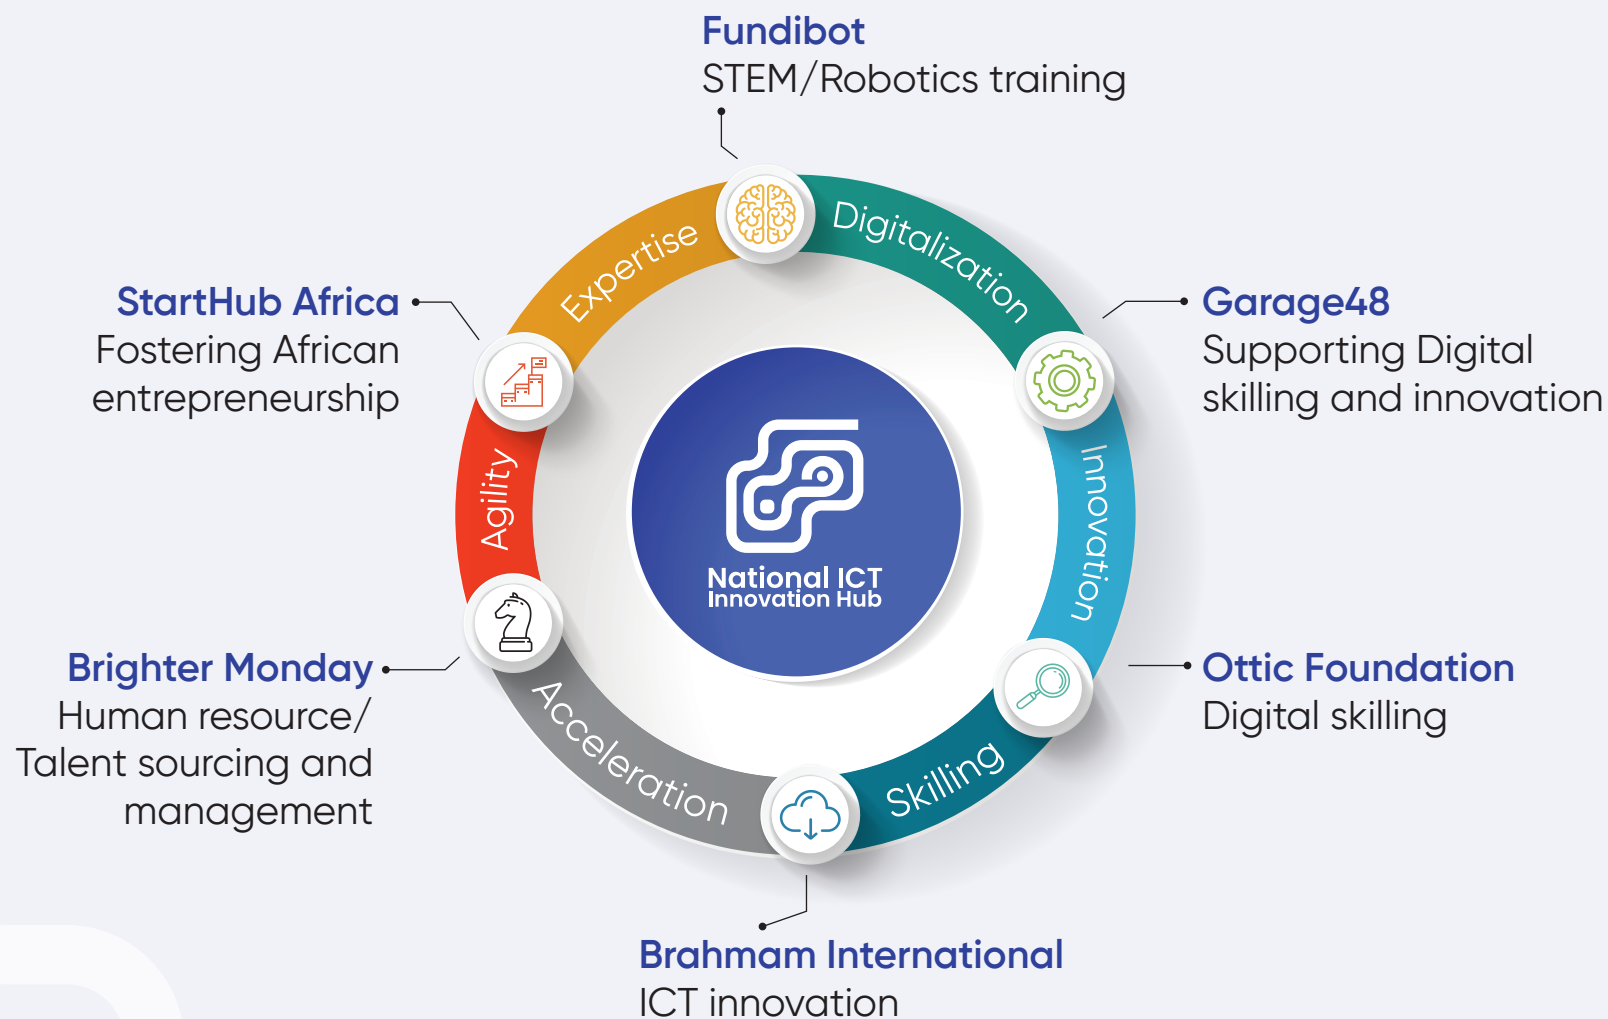 Fundibot
STEM/Robotics training
Digitalization
Garage48
Supporting Digital
skilling and innovation
Innovation
Ottic Foundation
Digital skilling
Skilling
Brahmam International
ICT innovation
Acceleration
Brighter Monday
Human resource/
Talent sourcing and
management
Agility
StartHub Africa
Fostering African
entrepreneurship
Expertise
National ICT
Innovation Hub